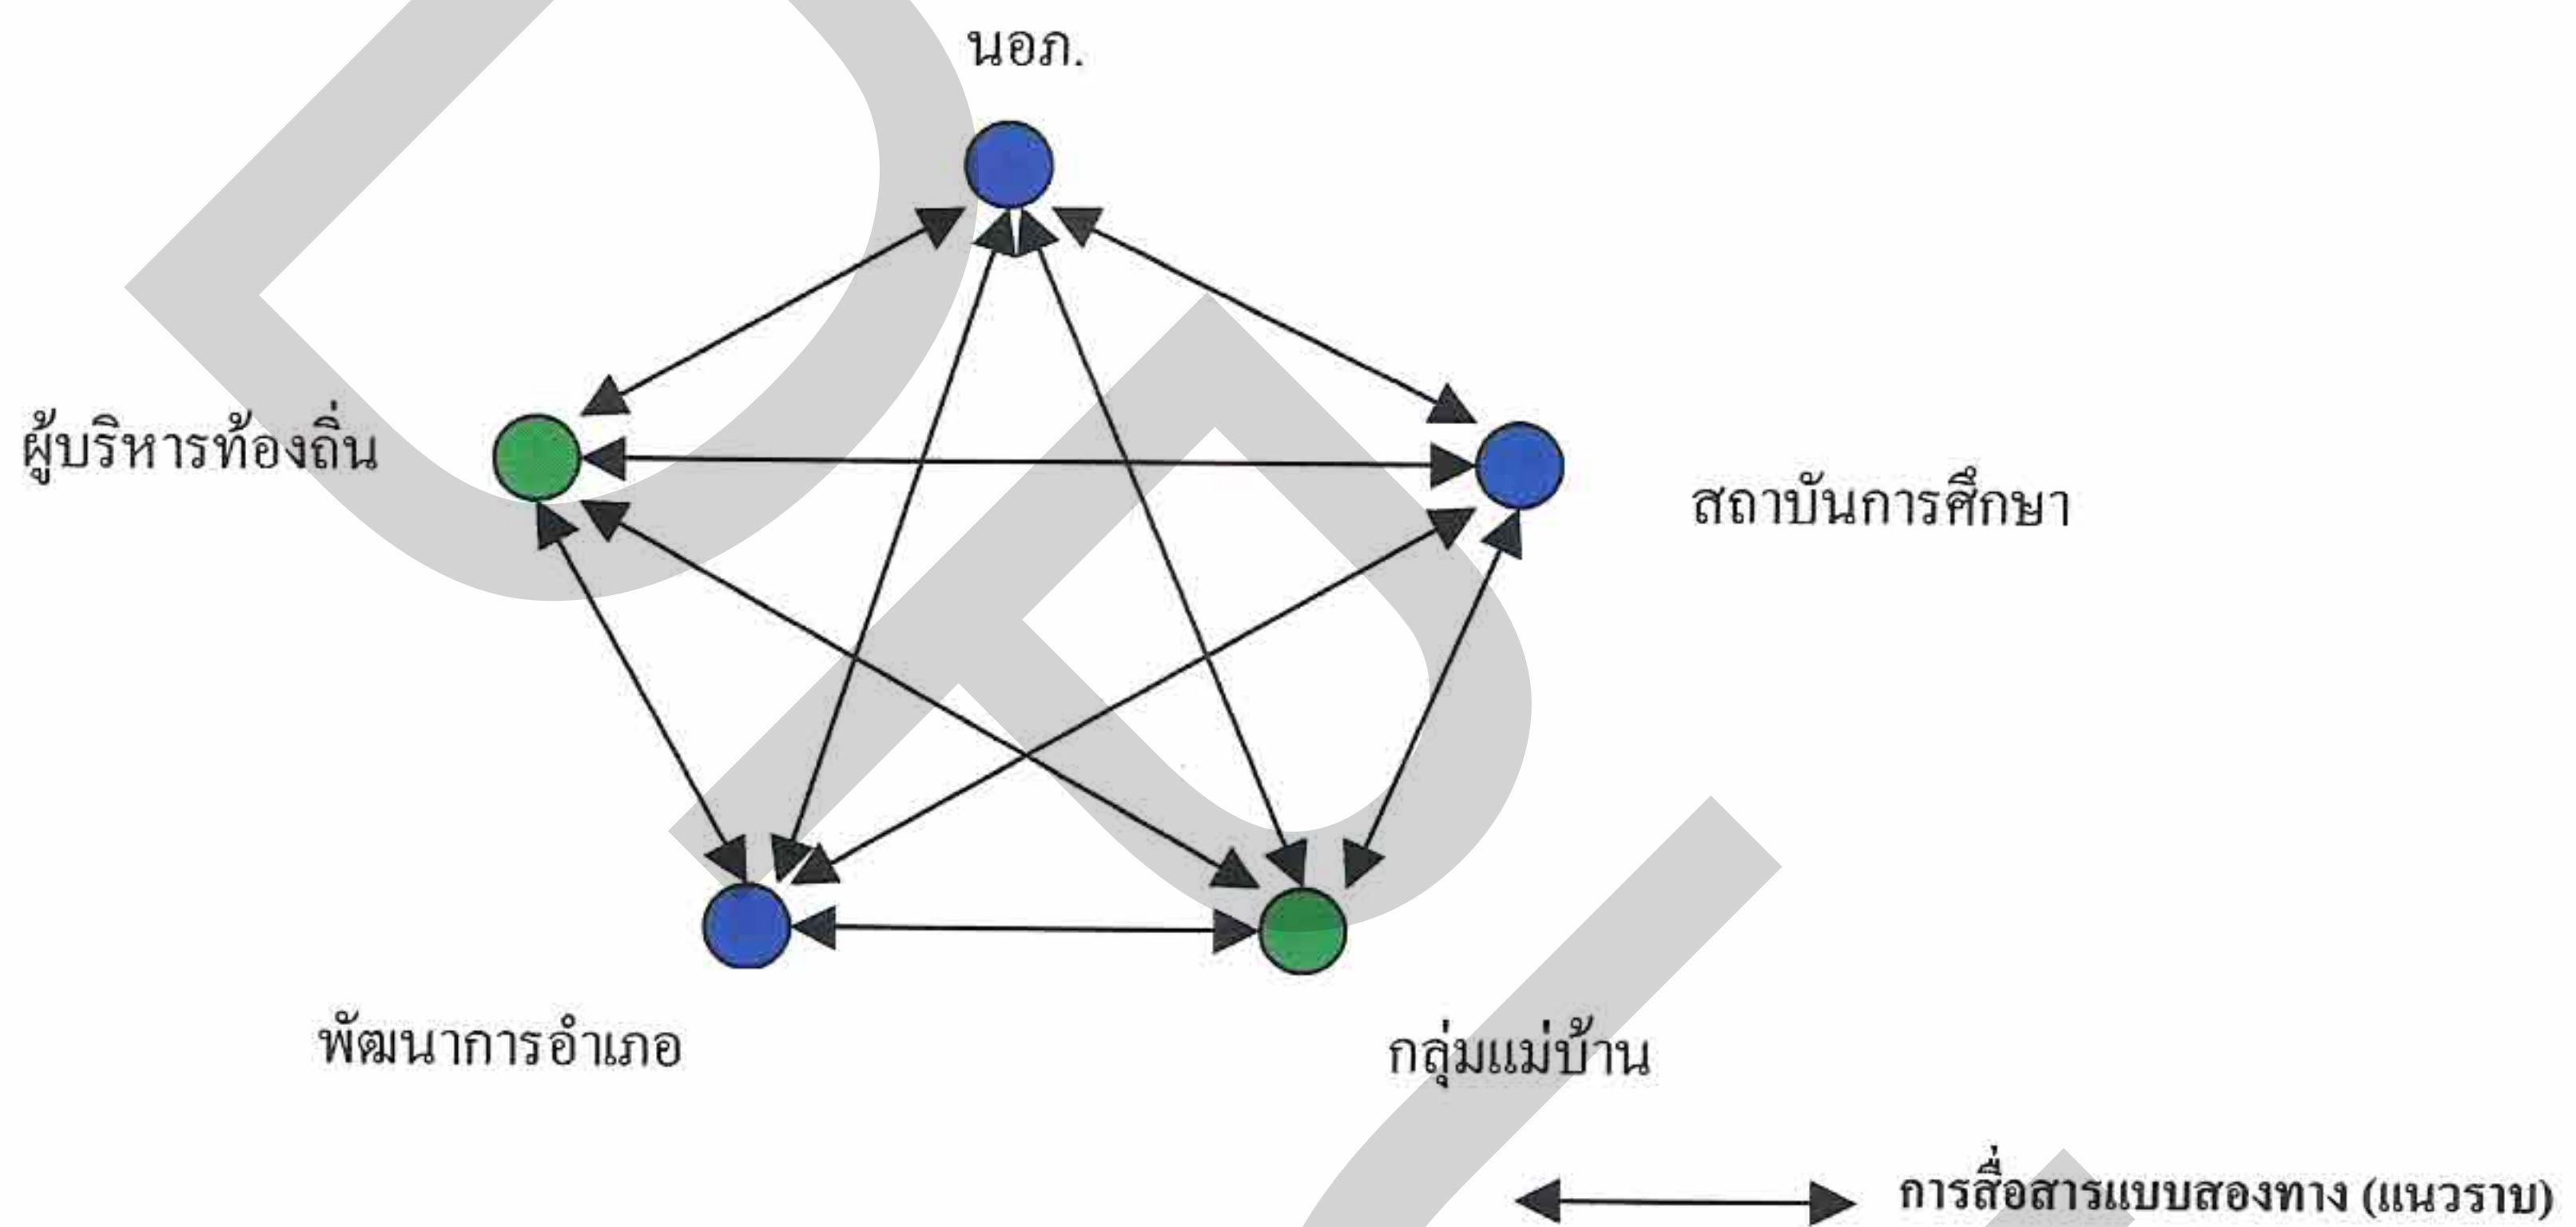 นอภ.
ผู้บริหารท้องถิ่น
สถาบันการศึกษา
พัฒนาการอำเภอ
กลุ่มแม่บ้าน
การสื่อสารแบบสองทาง (แนวราบ)